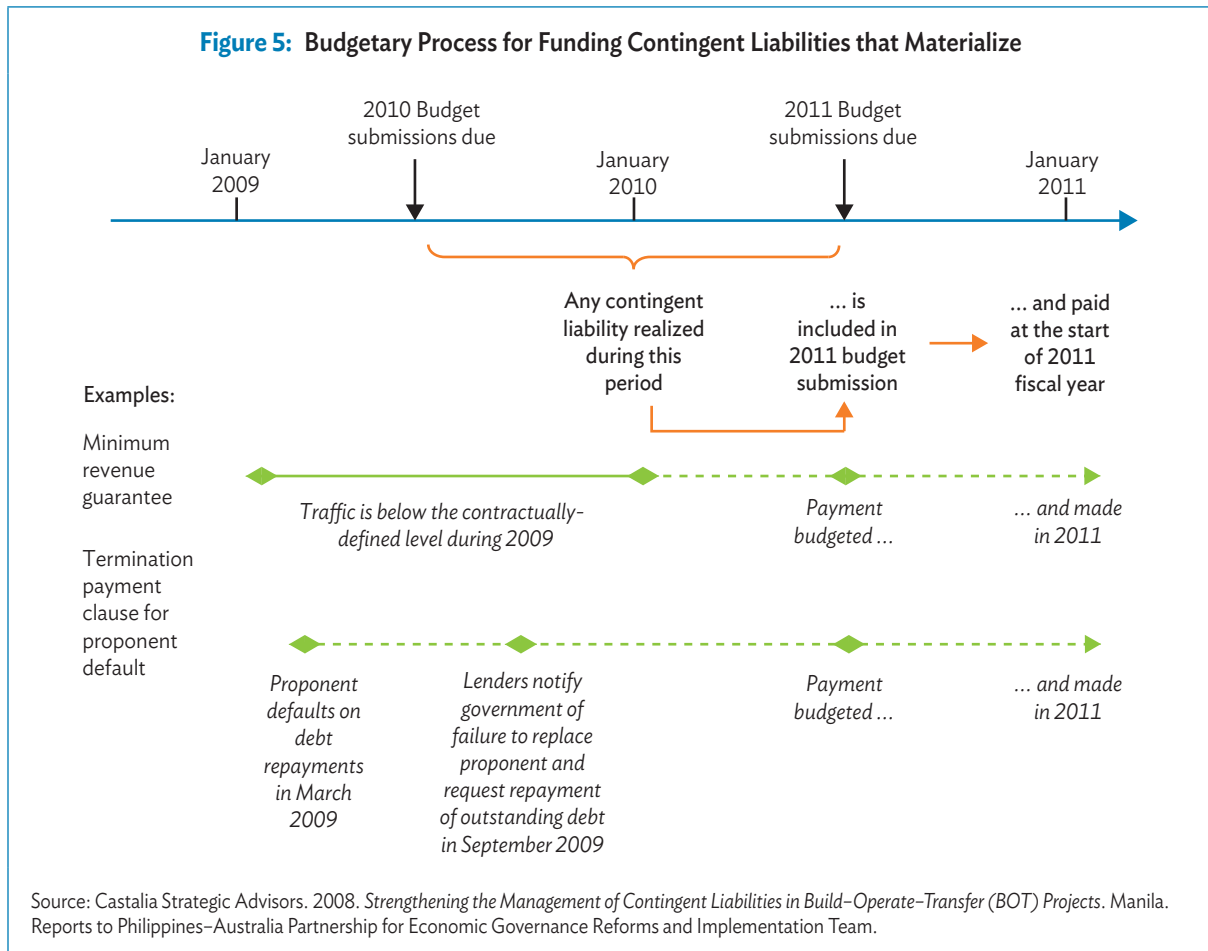 Figure 5: Budgetary Process for Funding Contingent Liabilities that Materialize
2010 Budget
submissions due
2011 Budget
submissions due
January
2009
January
2010
January
2011
Any contingent
liability realized
during this
period
... is
included in
2011 budget
submission
... and paid
at the start
of 2011
fiscal year
Examples:
Minimum
revenue
guarantee
Traffic is below the contractually-
defined level during 2009
Payment
budgeted ...
... and made
in 2011
Termination
payment
clause for
proponent
default
Proponent
defaults on
debt
repayments
in March
2009
Lenders notify
government of
failure to replace
proponent and
request repayment
of outstanding debt
in September 2009
Payment
budgeted ...
... and made
in 2011
Source: Castalia Strategic Advisors. 2008. Strengthening the Management of Contingent Liabilities in Build–Operate–Transfer (BOT) Projects. Manila.
Reports to Philippines–Australia Partnership for Economic Governance Reforms and Implementation Team.